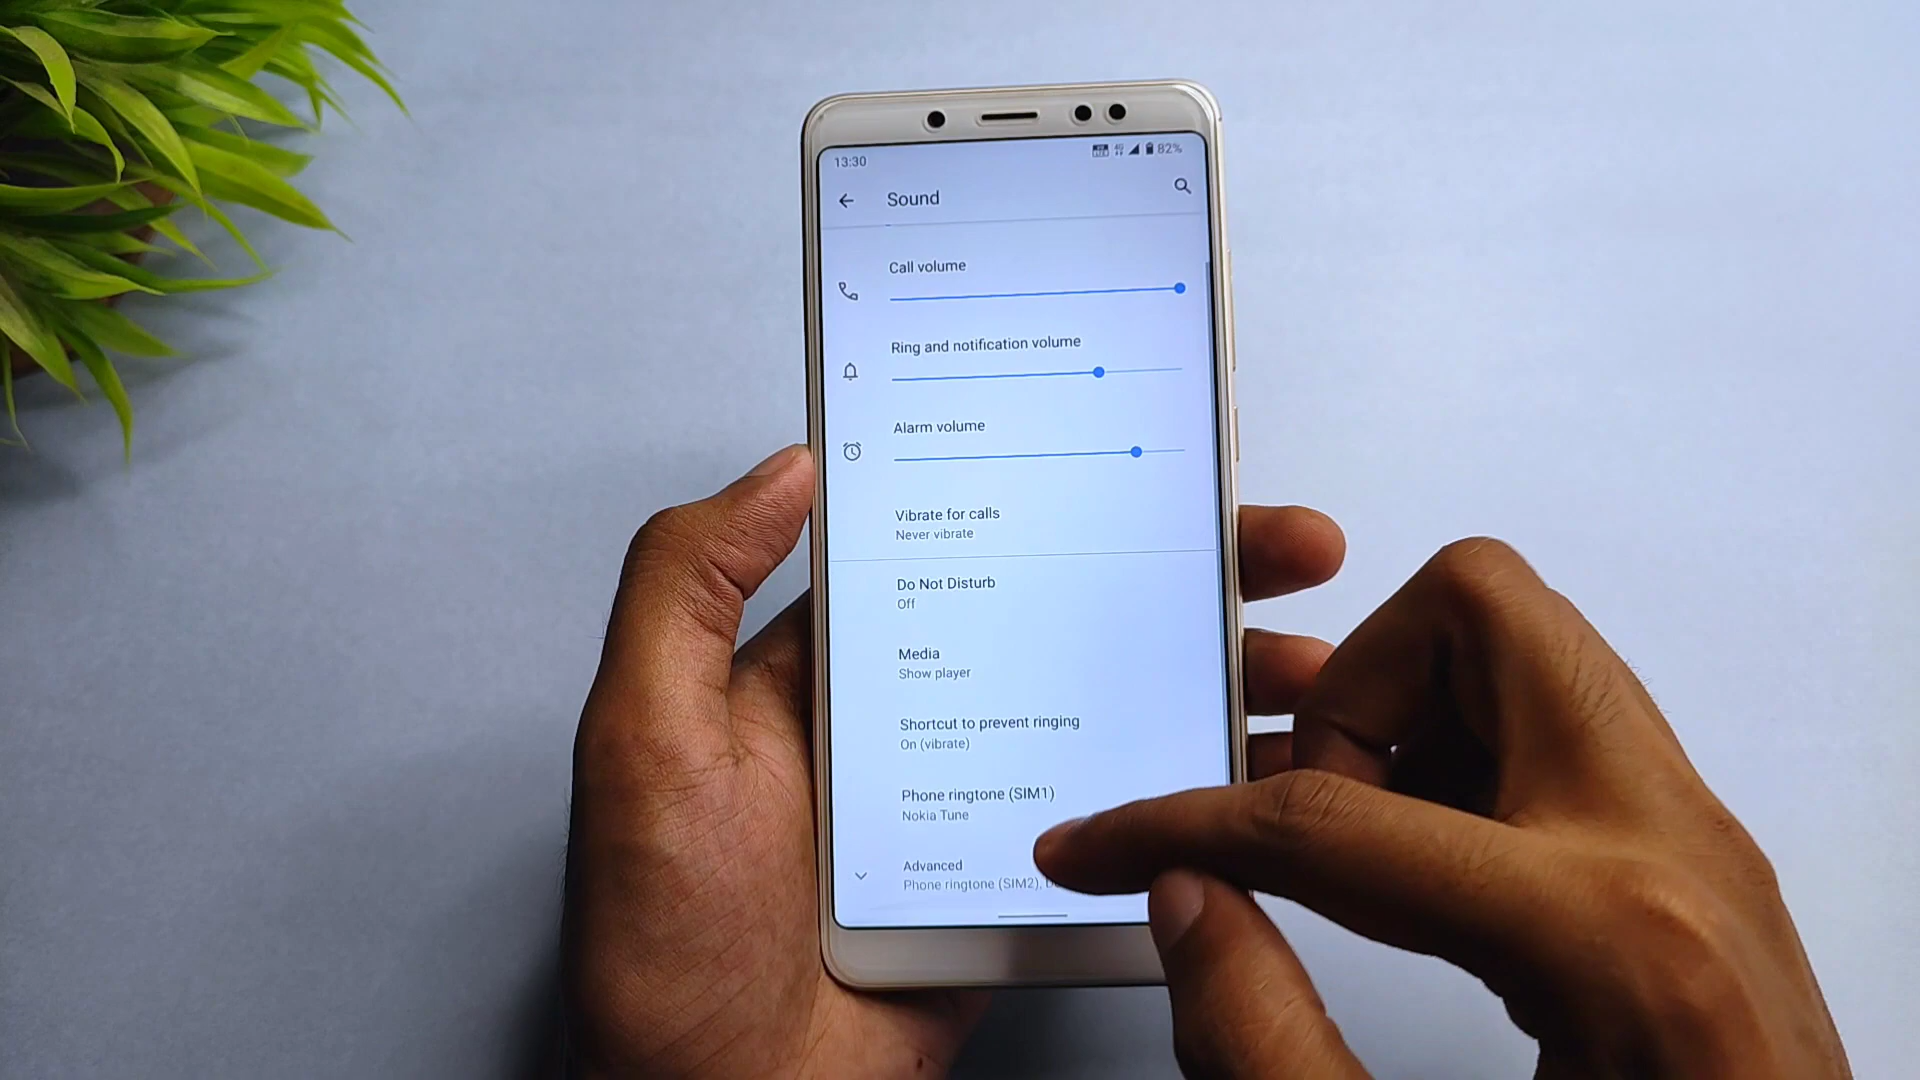 13:30
4G
82%
Sound
Call volume
Ring and notification volume
Alarm volume
Vibrate for calls
Never vibrate
Do Not Disturb
Off
Media
Show player
Shortcut to prevent ringing
On (vibrate)
Phone ringtone (SIM1)
Nokia Tune
Advanced
Phone ringtone (SIM2),